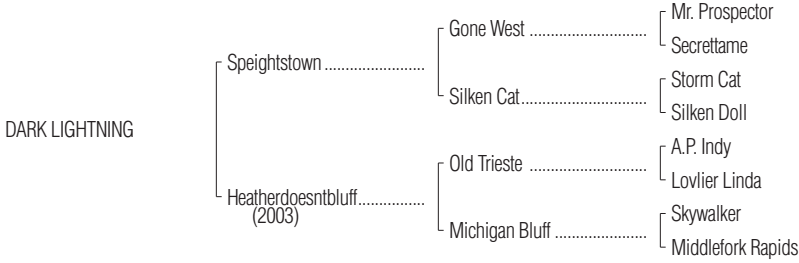 Mr. Prospector
Gone West ..........................
Secrettame
Speightstown ......................
Storm Cat
Silken Cat............................
Silken Doll
DARK LIGHTNING
A.P. Indy
Old Trieste ..........................
Lovlier Linda
Heatherdoesntbluff...............
(2003)
Skywalker
Michigan Bluff ....................
Middlefork Rapids